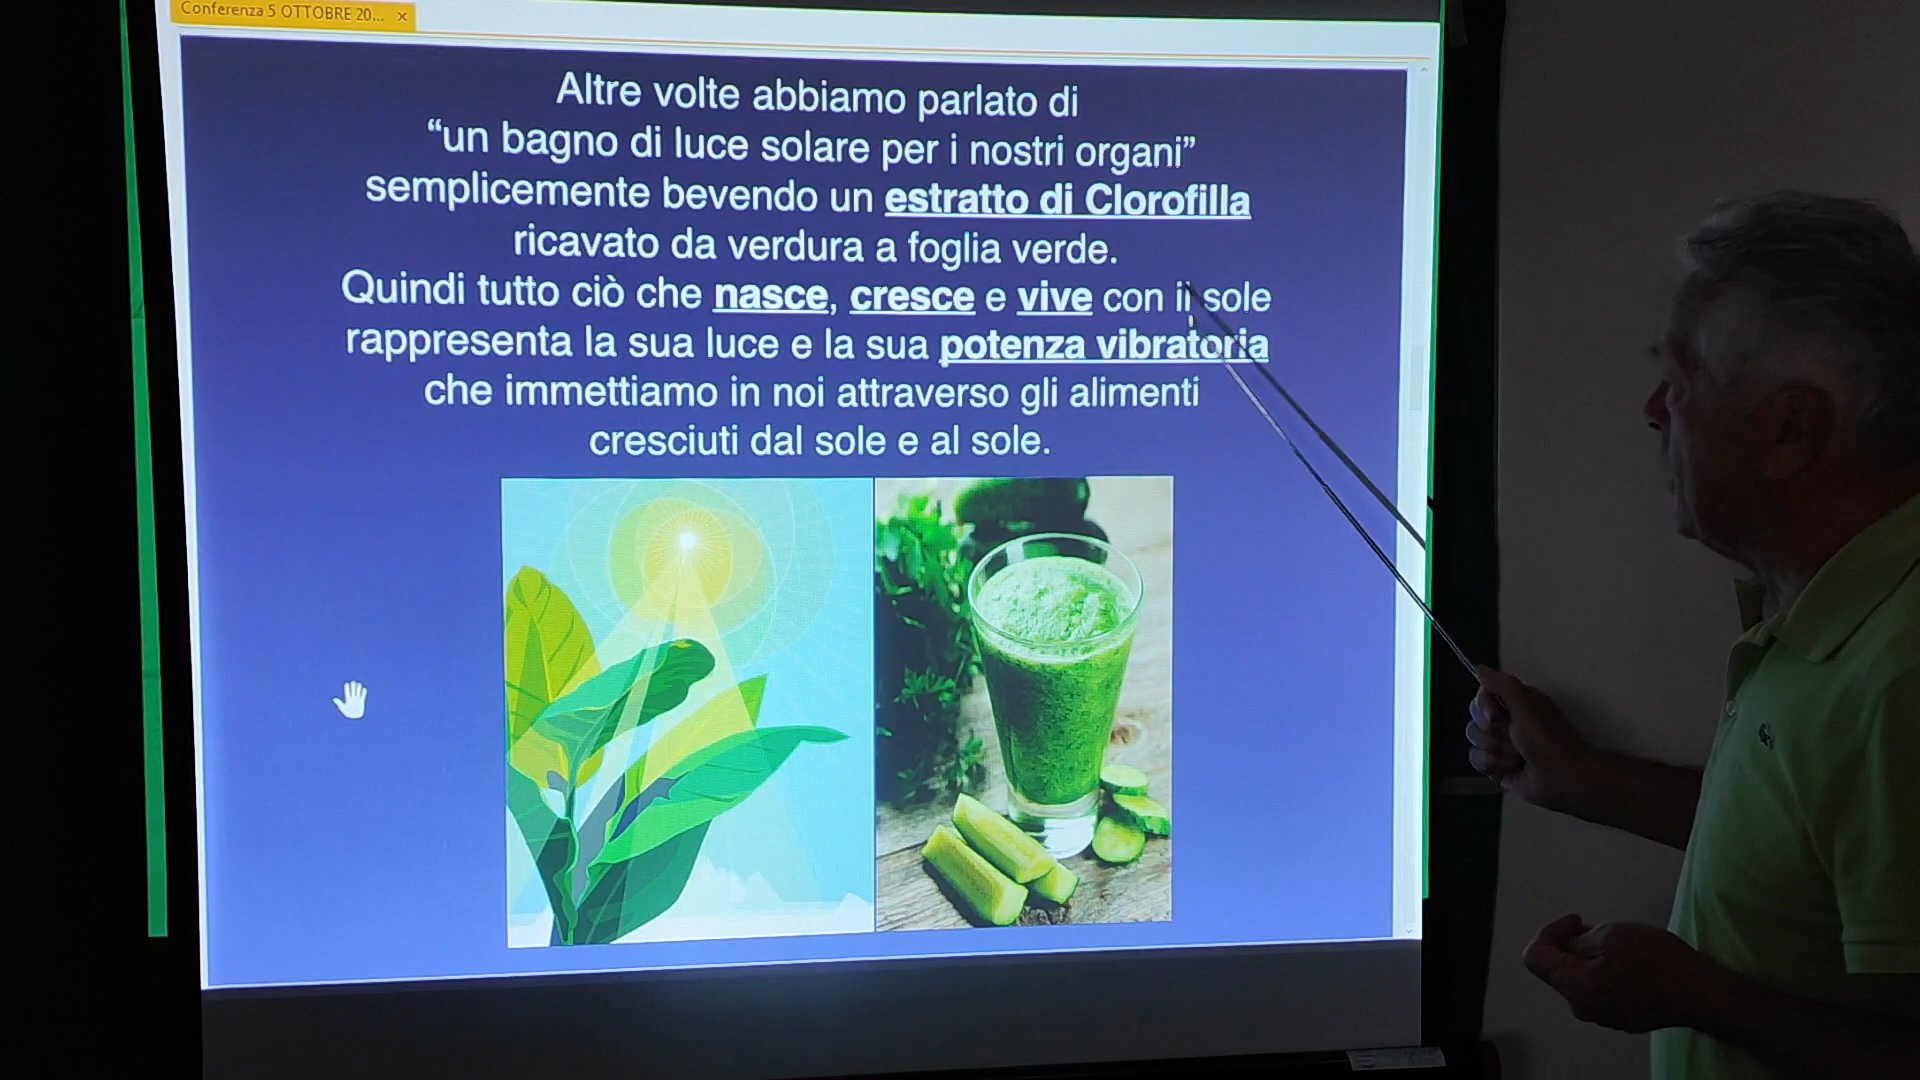 Conferenza 5 OTTOBRE 20...
Altre volte abbiamo parlato di
“un bagno di luce solare per i nostri organi”
semplicemente bevendo un estratto di Clorofilla
ricavato da verdura a foglia verde.
Quindi tutto ciò che nasce, cresce e vive con il sole
rappresenta la sua luce e la sua potenza vibratoria
che immettiamo in noi attraverso gli alimenti
cresciuti dal sole e al sole.